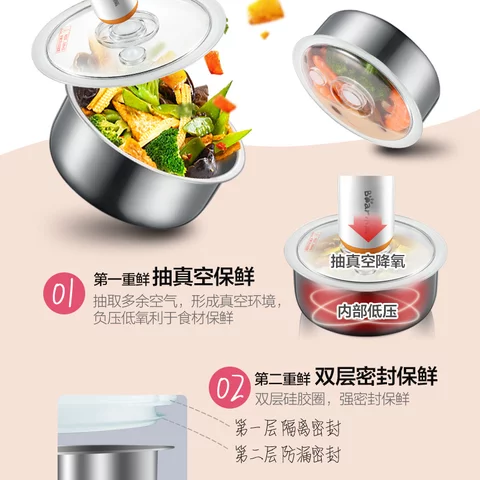 Bear
抽真空降氧
内部低压
01
第一重鲜 抽真空保鲜
抽取多余空气，形成真空环境，
负压低氧利于食材保鲜
02
第二重鲜 双层密封保鲜
双层硅胶圈，强密封保鲜
第一层隔离密封
第二层防漏密封